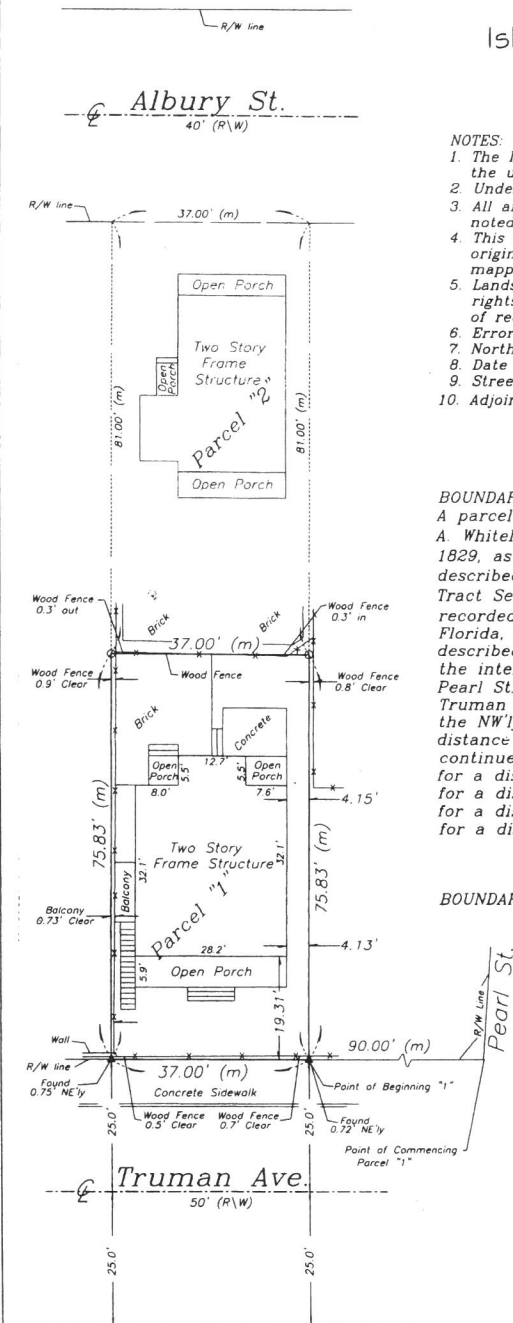 R/W line
Isl
Albury St.
40' (R\W)
NOTES:
1. The l
the u
2. Unde
3. All a
noted
4. This
origin
mapp
5. Lands
rights
of re
6. Error
7. North
8. Date
9. Stree
10. Adjoin
R/W line
37.00' (m)
Open Porch
Two Story
Frame
Structure
Open
Porch
Parcel "2"
81.00' (m)
81.00' (m)
Open Porch
BOUNDAR
A parcel
A. Whitel
1829, as
described
Tract Se
recorded
Florida,
described
the inte
Pearl St.
Truman
the NW'ly
distance
continue
for a dis
for a dis
for a dis
for a di
BOUNDAR
Wood Fence
0.3' out
Brick
Brick
Wood Fence
0.3' in
37.00' (m)
Wood Fence
0.9' Clear
Wood Fence
Wood Fence
0.8' Clear
Brick
Concrete
12.7'
Open
Porch
5.5'
5.5'
Open
Porch
8.0'
7.6'
4.15'
75.83' (m)
75.83' (m)
Two Story
Frame Structure
32.1'
32.1'
Balcony
Parcel "1"
Balcony
0.73' Clear
28.2'
4.13'
5.9'
Open Porch
19.31'
Pearl St.
R/W Line
Wall
R/W line
90.00' (m)
37.00' (m)
Found
0.75' NE'ly
Concrete Sidewalk
Point of Beginning "1"
Wood Fence
0.5' Clear
Wood Fence
0.7' Clear
Found
0.72' NE'ly
25.0'
25.0'
Point of Commencing
Parcel "1"
Truman Ave.
50' (R\W)
25.0'
25.0'